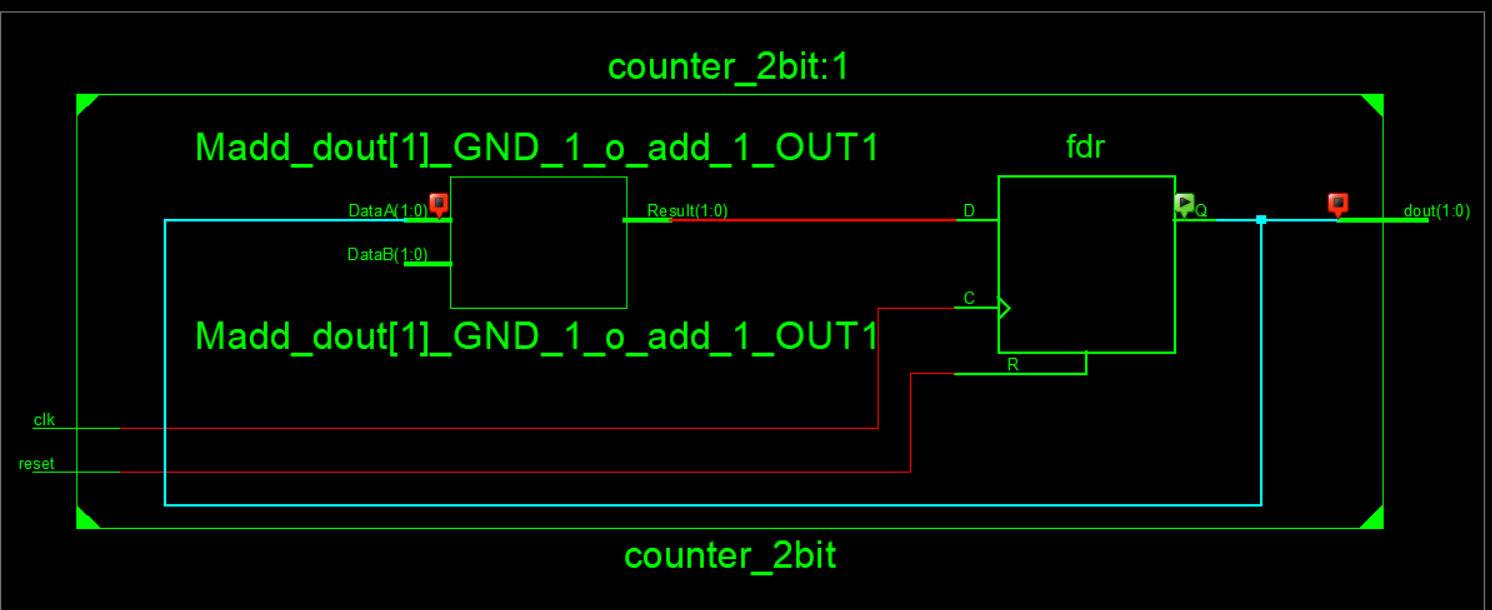 counter_2bit:1
Madd_dout[1]_GND_1_o_add_1_OUT1
fdr
DataA(1:0)
Result(1:0)
D
Q
dout(1:0)
DataB(1:0)
C
Madd_dout[1]_GND_1_o_add_1_OUT1
R
clk
reset
counter_2bit